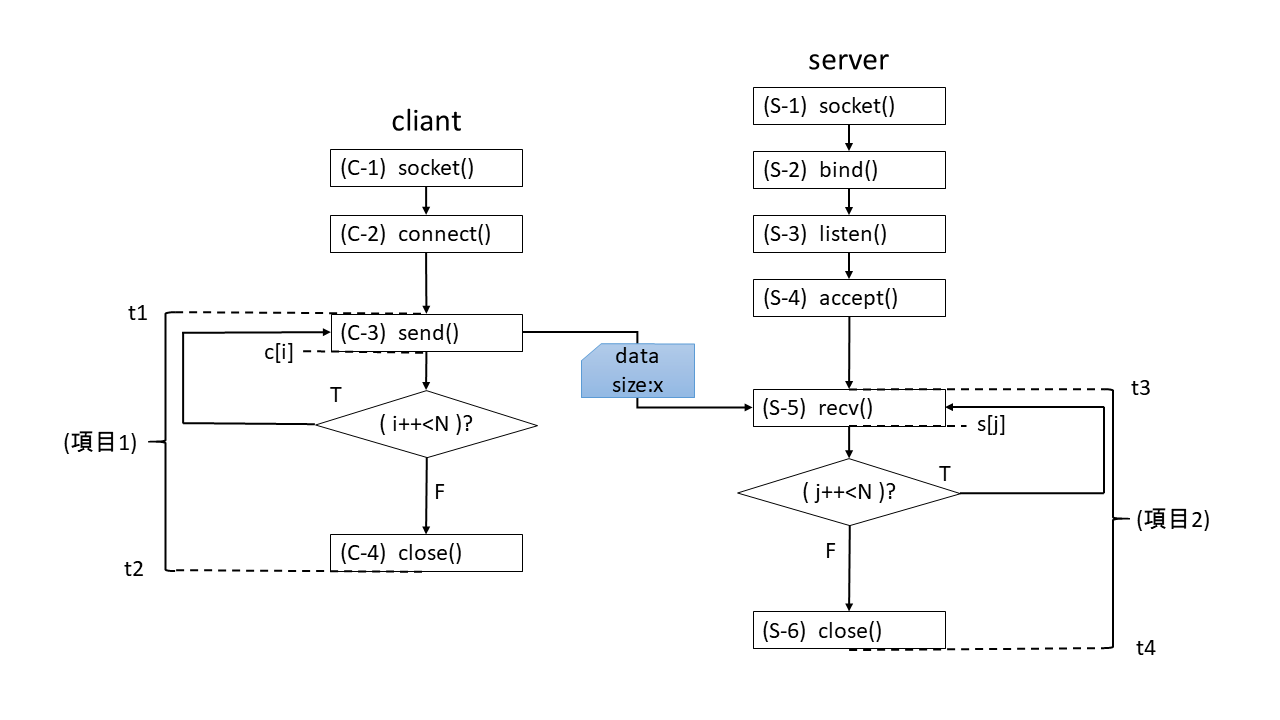 server
(S-1) socket()
cliant
(S-2) bind()
(C-1) socket()
(C-2) connect()
(S-3) listen()
(S-4) accept()
t1
(C-3) send()
c[i]
data
size:x
T
t3
(S-5) recv()
s[j]
( i++<N )?
(項目1)
T
( j++<N )?
F
(項目2)
F
(C-4) close()
t2
(S-6) close()
t4